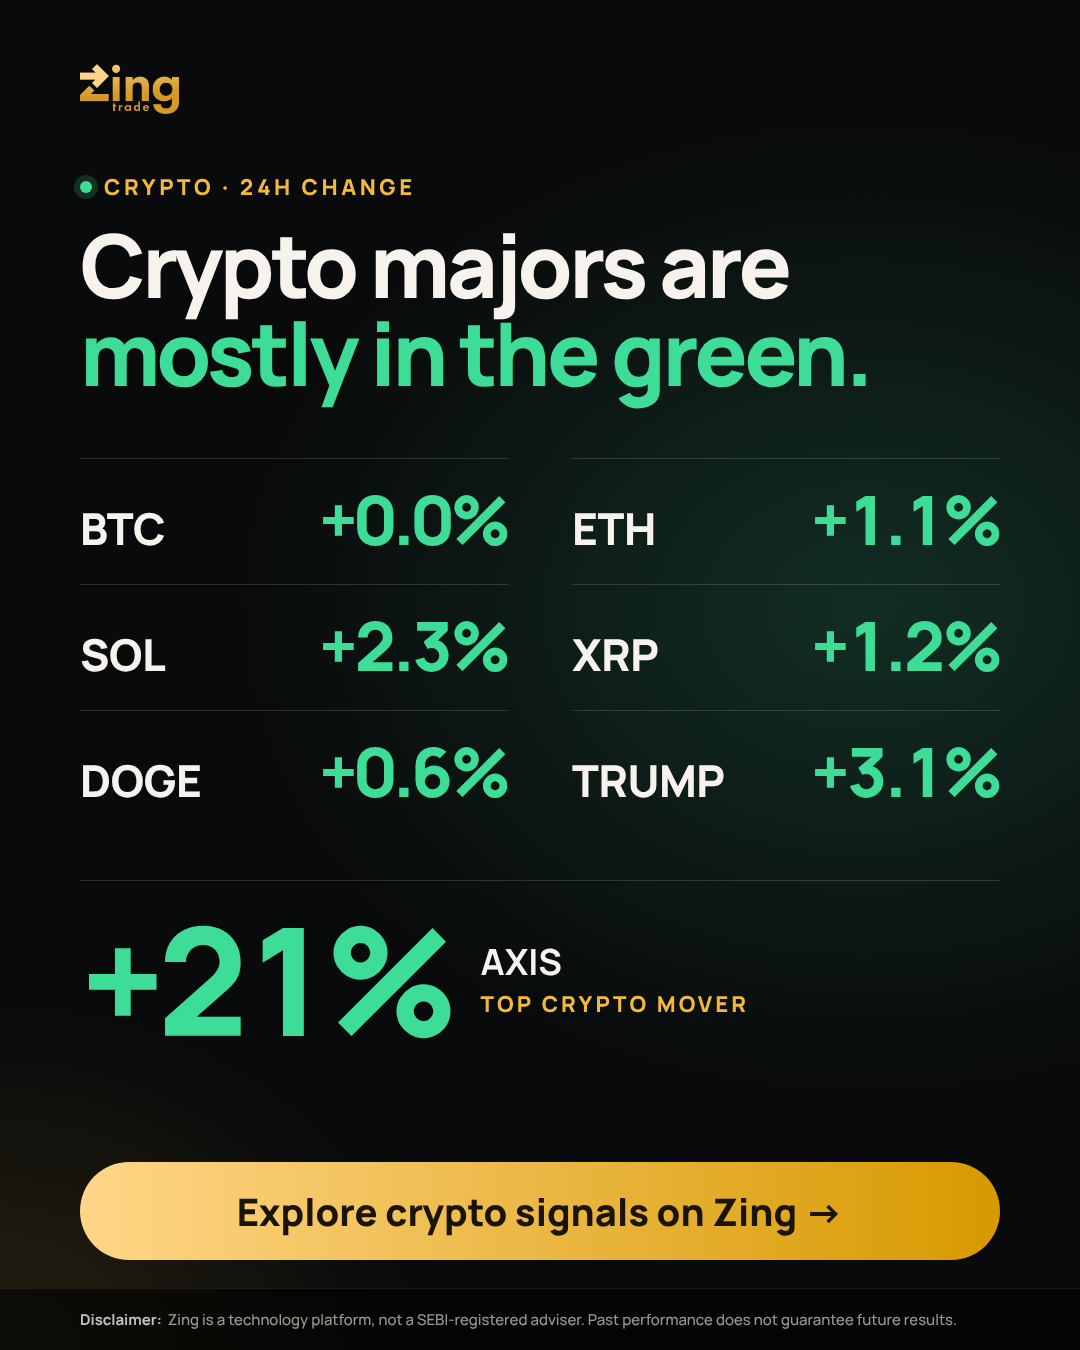 Zing
trade
CRYPTO · 24H CHANGE
Crypto majors are
mostly in the green.
BTC +0.0% ETH +1.1%
SOL +2.3% XRP +1.2%
DOGE +0.6% TRUMP +3.1%
+21% AXIS
TOP CRYPTO MOVER
Explore crypto signals on Zing →
Disclaimer: Zing is a technology platform, not a SEBI-registered adviser. Past performance does not guarantee future results.